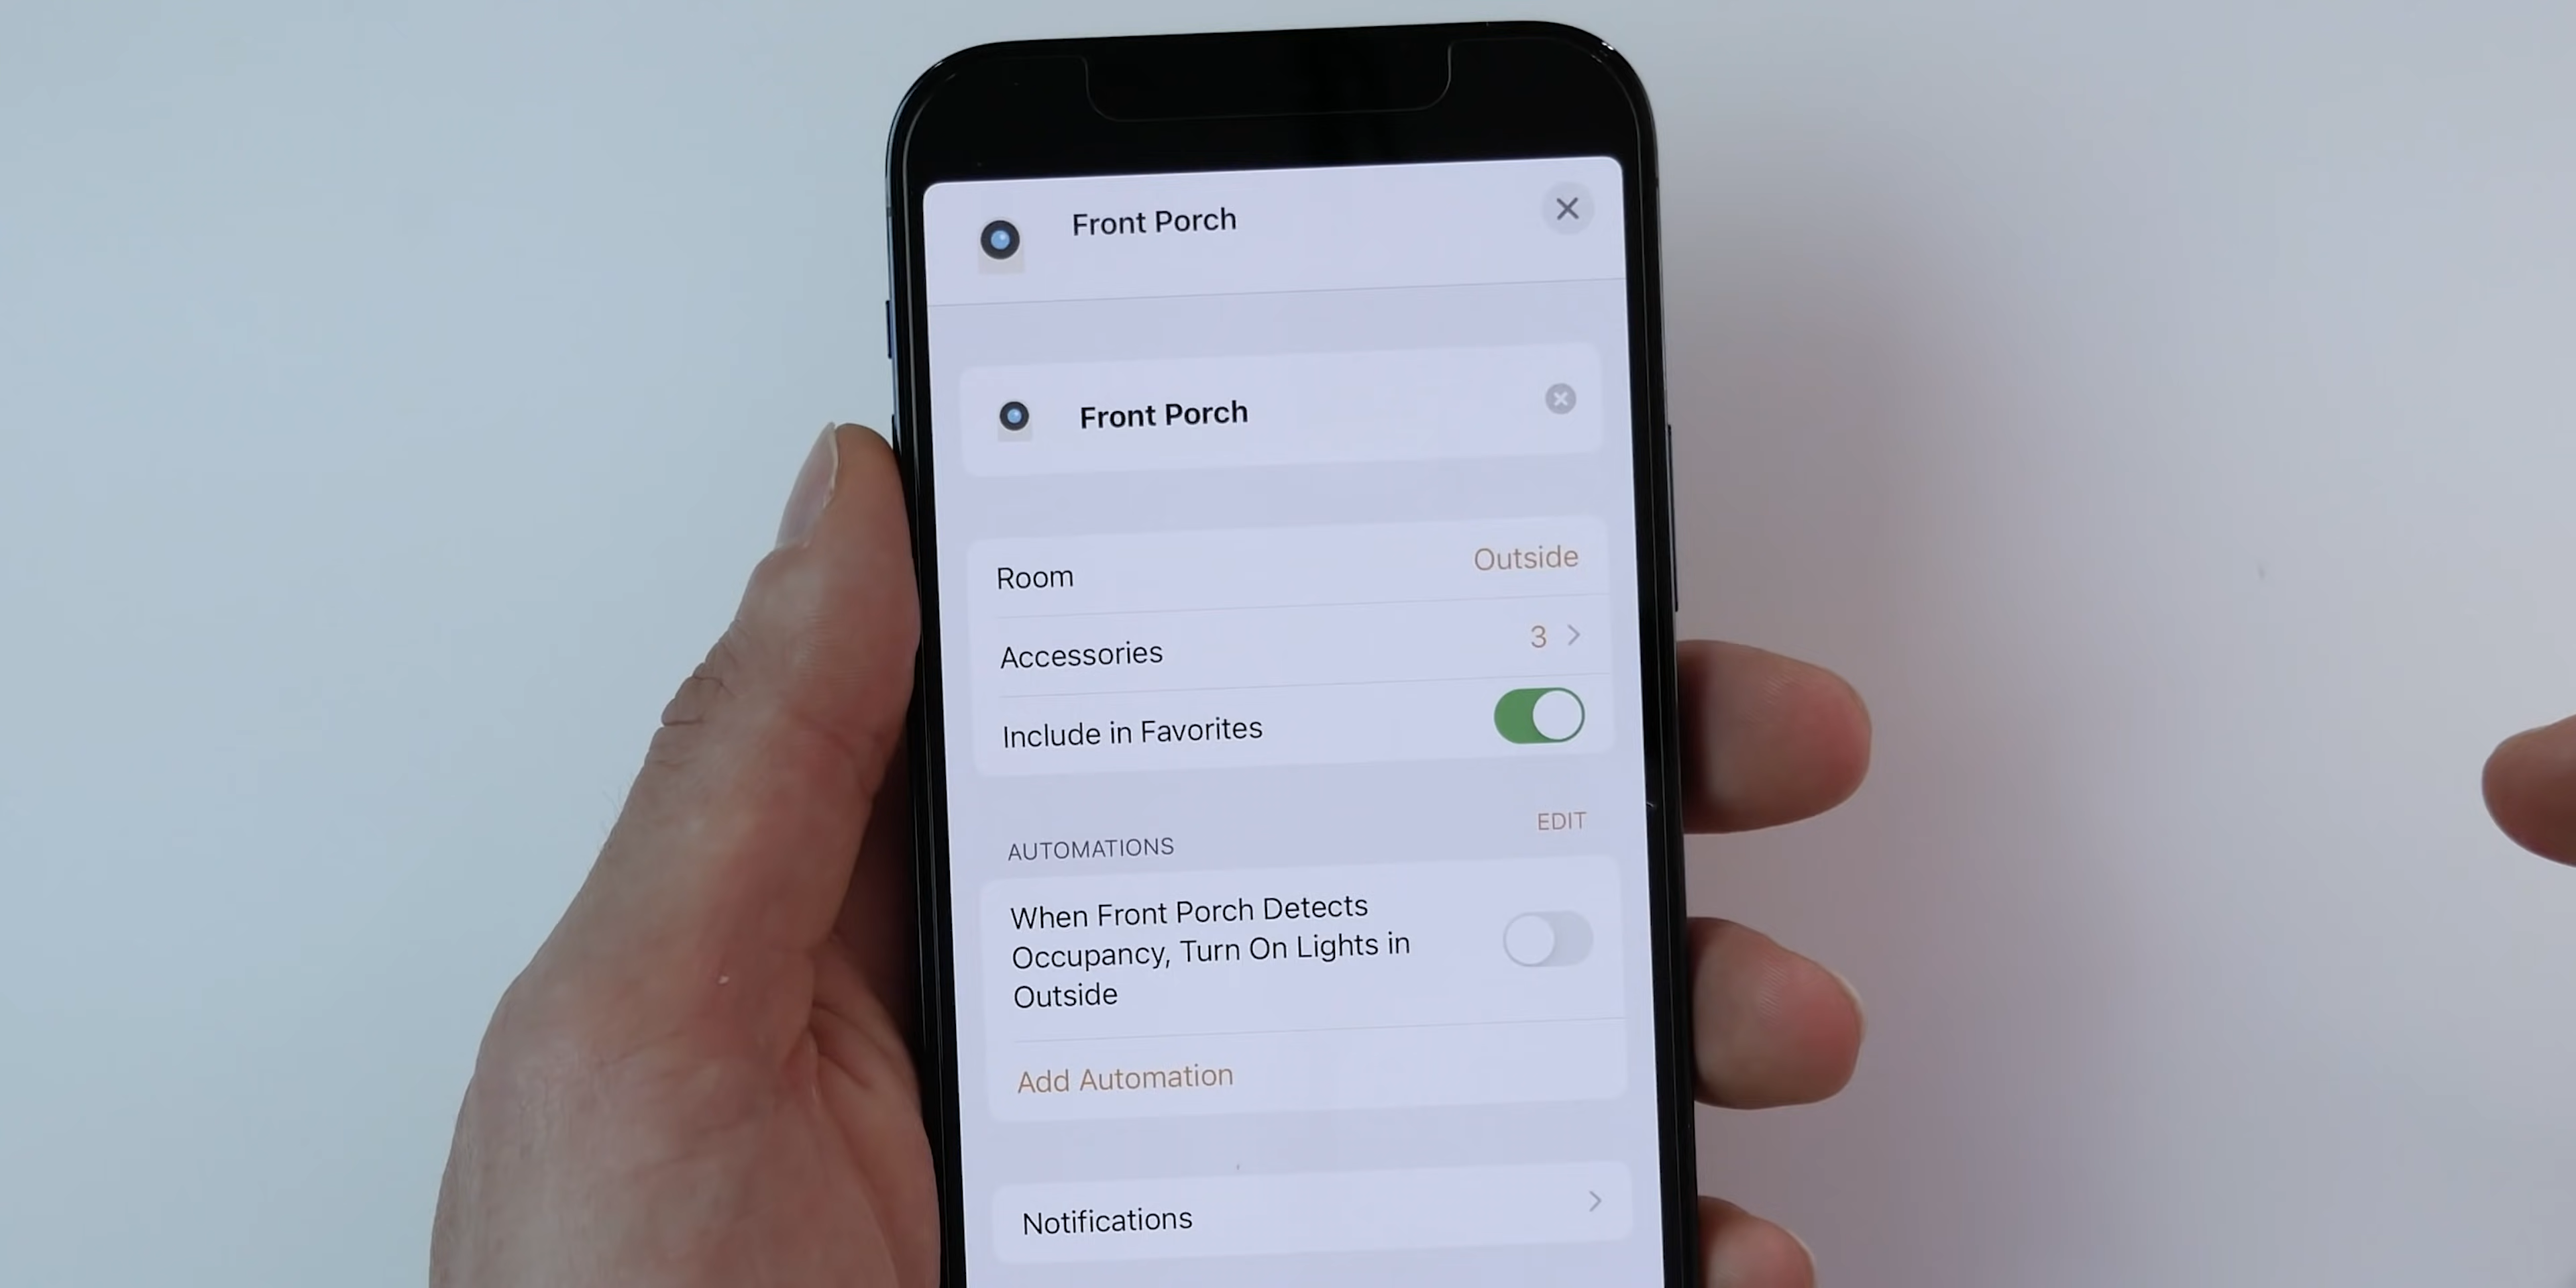 Front Porch
Front Porch
Room
Outside
Accessories
3
Include in Favorites
AUTOMATIONS
EDIT
When Front Porch Detects
Occupancy, Turn On Lights in
Outside
Add Automation
Notifications